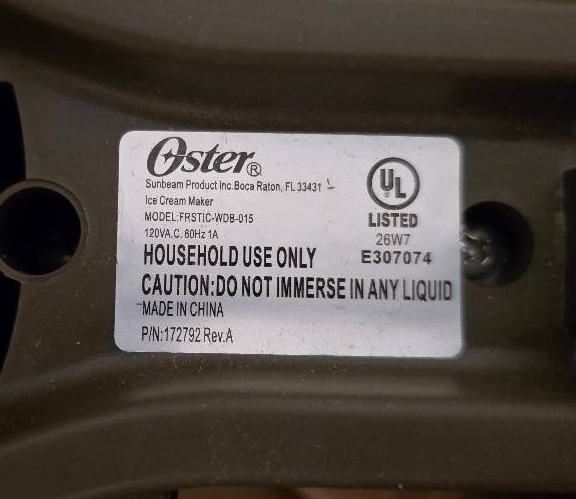 Oster®
Sunbeam Product Inc.Boca Raton, FL 33431
Ice Cream Maker
MODEL:FRSTIC-WDB-015
120VA.C. 60Hz 1A
UL
LISTED
26W7
E307074
HOUSEHOLD USE ONLY
CAUTION:DO NOT IMMERSE IN ANY LIQUID
MADE IN CHINA
P/N:172792 Rev.A